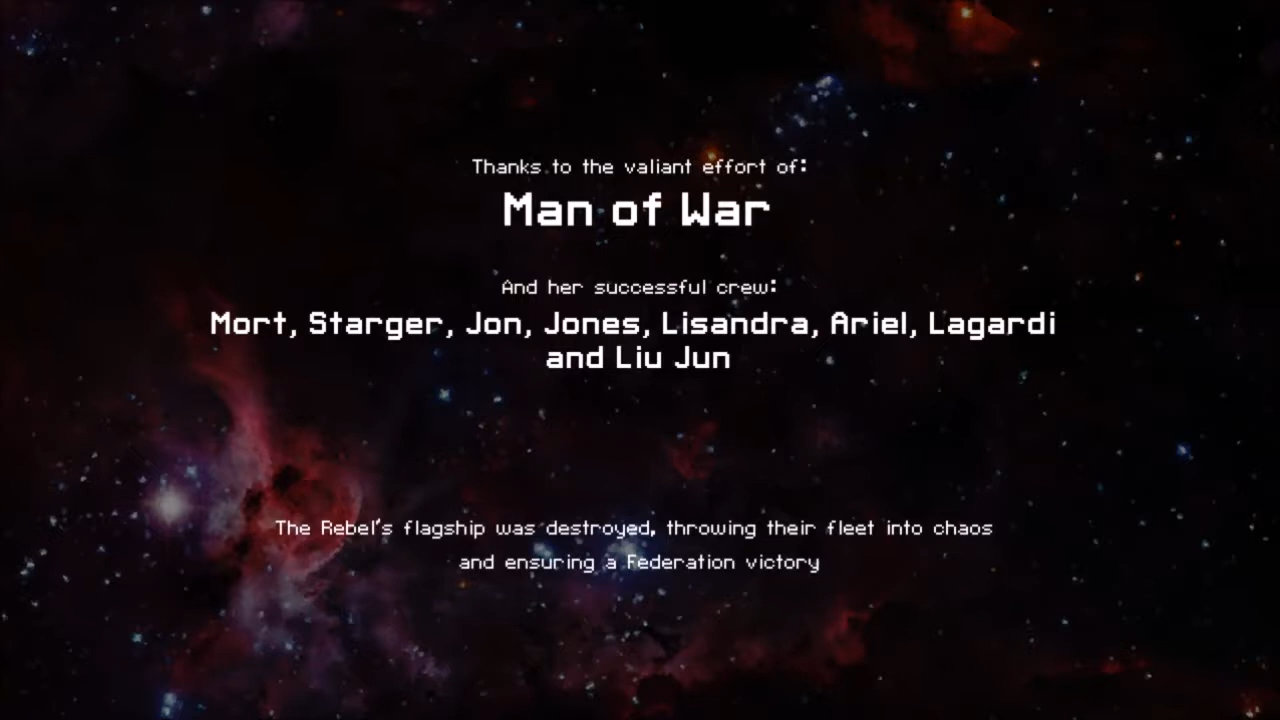 Thanks to the valiant effort of:
Man of War
And her successful crew:
Mort, Starger, Jon, Jones, Lisandra, Ariel, Lagardi
and Liu Jun
The Rebel's flagship was destroyed, throwing their fleet into chaos
and ensuring a Federation victory